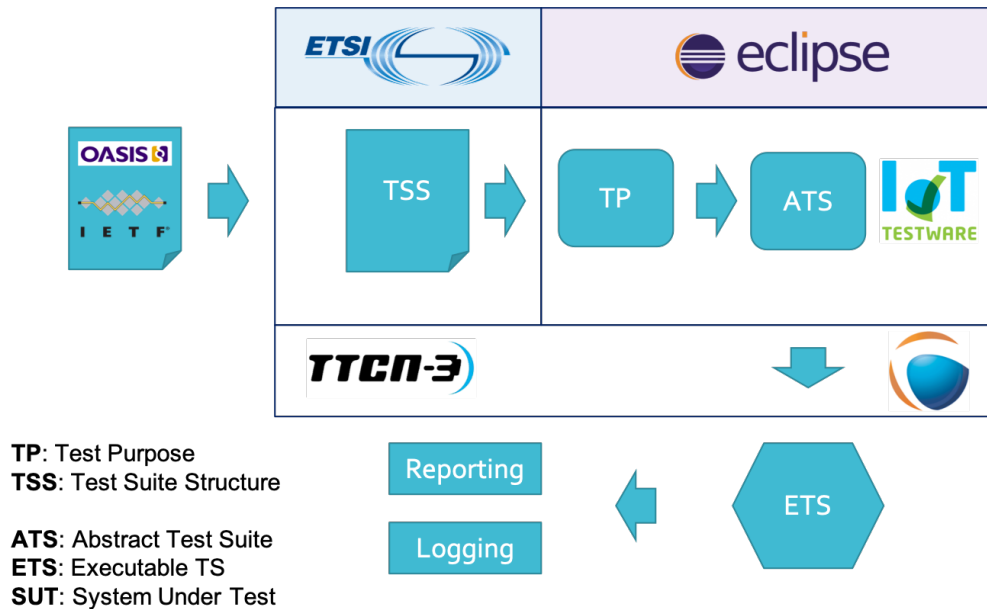 ETSI
eclipse
OASIS
IETF®
TSS
TP
ATS
IoT
TESTWARE
TTCN-3
TP: Test Purpose
TSS: Test Suite Structure
Reporting
ETS
ATS: Abstract Test Suite
Logging
ETS: Executable TS
SUT: System Under Test